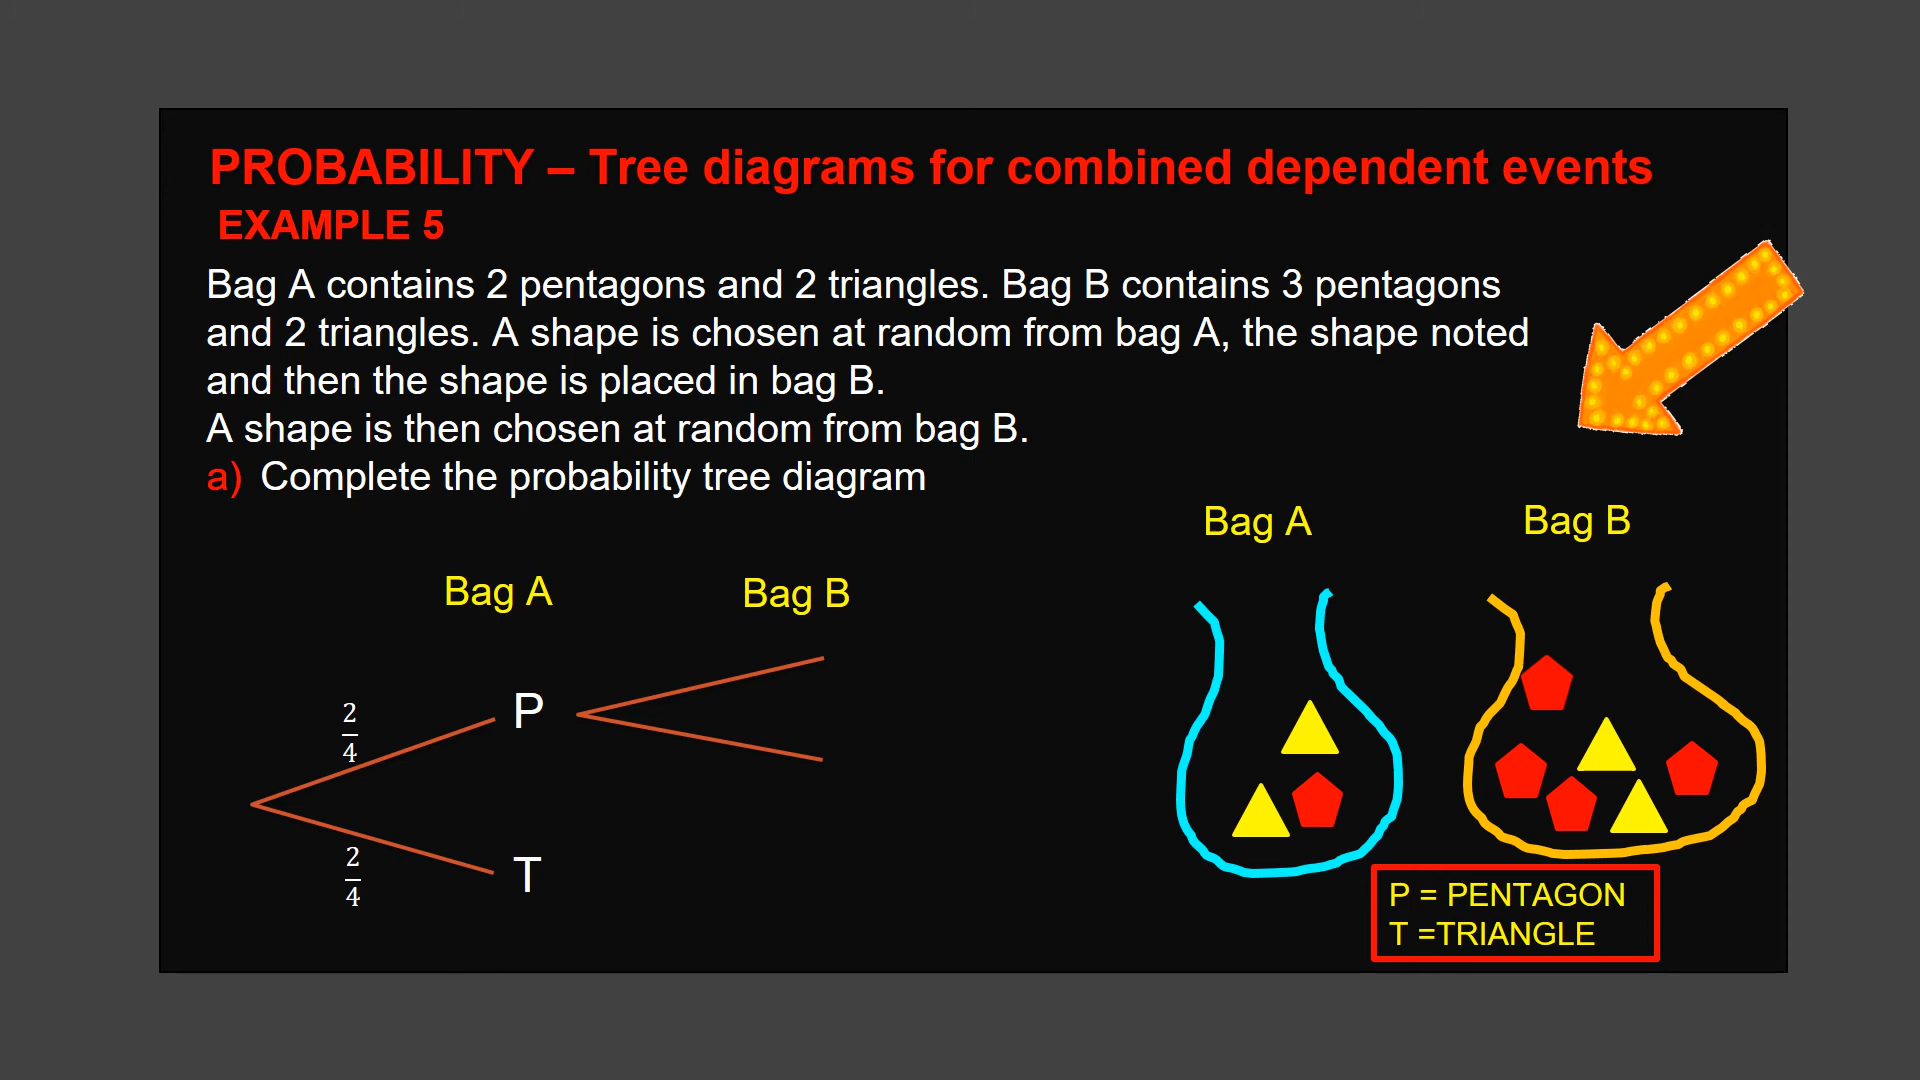 PROBABILITY – Tree diagrams for combined dependent events
EXAMPLE 5
Bag A contains 2 pentagons and 2 triangles. Bag B contains 3 pentagons
and 2 triangles. A shape is chosen at random from bag A, the shape noted
and then the shape is placed in bag B.
A shape is then chosen at random from bag B.
a) Complete the probability tree diagram
Bag A
Bag B
Bag A
Bag B
2
4
P
2
4
T
P = PENTAGON
T =TRIANGLE